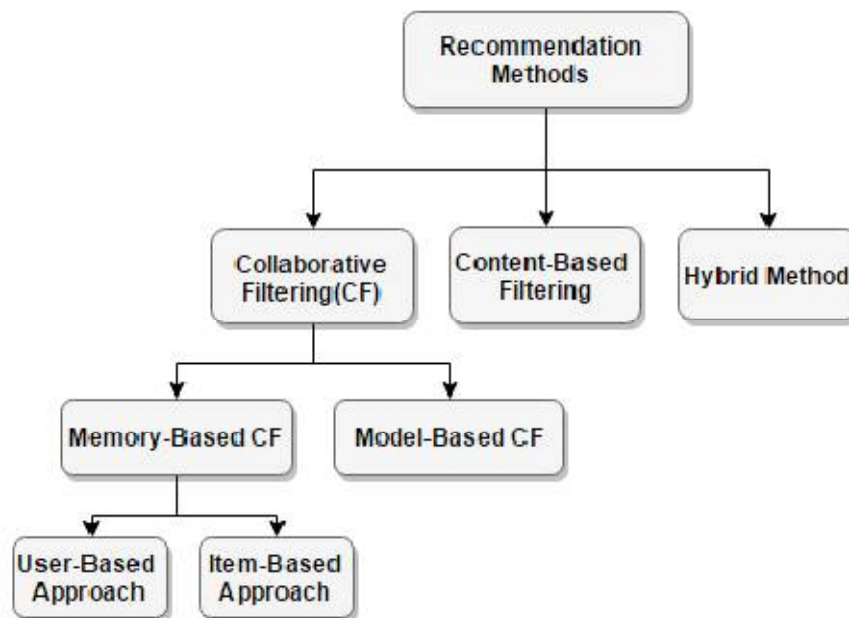 Recommendation
Methods
Collaborative
Filtering(CF)
Content-Based
Filtering
Hybrid Method
Memory-Based CF
Model-Based CF
User-Based
Approach
Item-Based
Approach